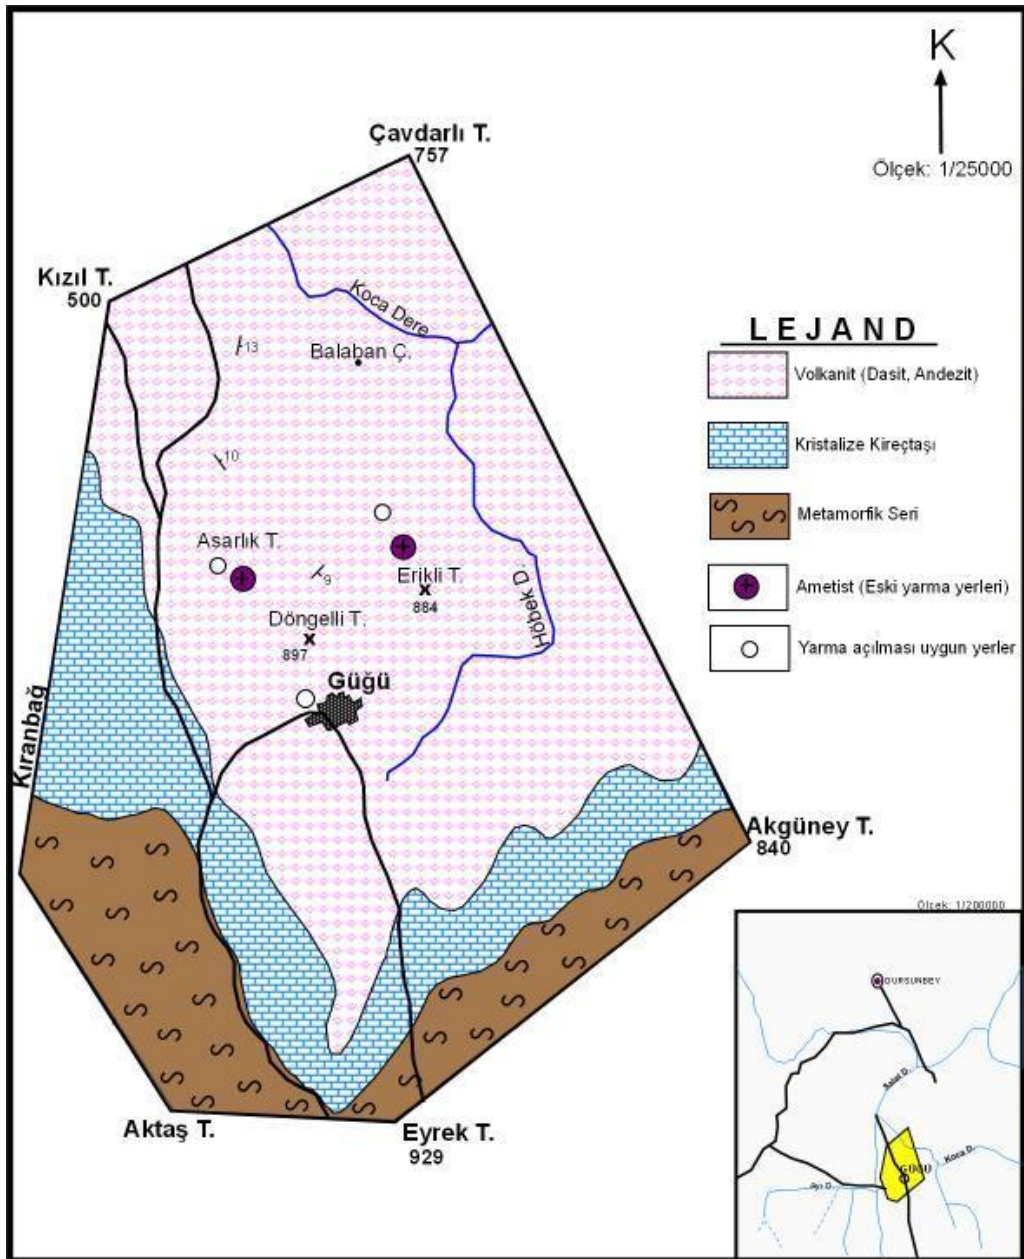 K
Ölçek: 1/25000
Çavdarlı T.
757
Kızıl T.
500
Koca Dere
13
Balaban Ç.
10
Asarlık T.
9
Erikli T.
884
Höbek D.
Döngelli T.
897
Güğü
Kıranbağ
Akgüney T.
840
Aktaş T.
Eyrek T.
929
LEJAND
Volkanit (Dasit, Andezit)
Kristalize Kireçtaşı
Metamorfik Seri
Ametist (Eski yarma yerleri)
Yarma açılması uygun yerler
Ölçek: 1/200000
DURSUNBEY
Koca D.
GÜĞÜ